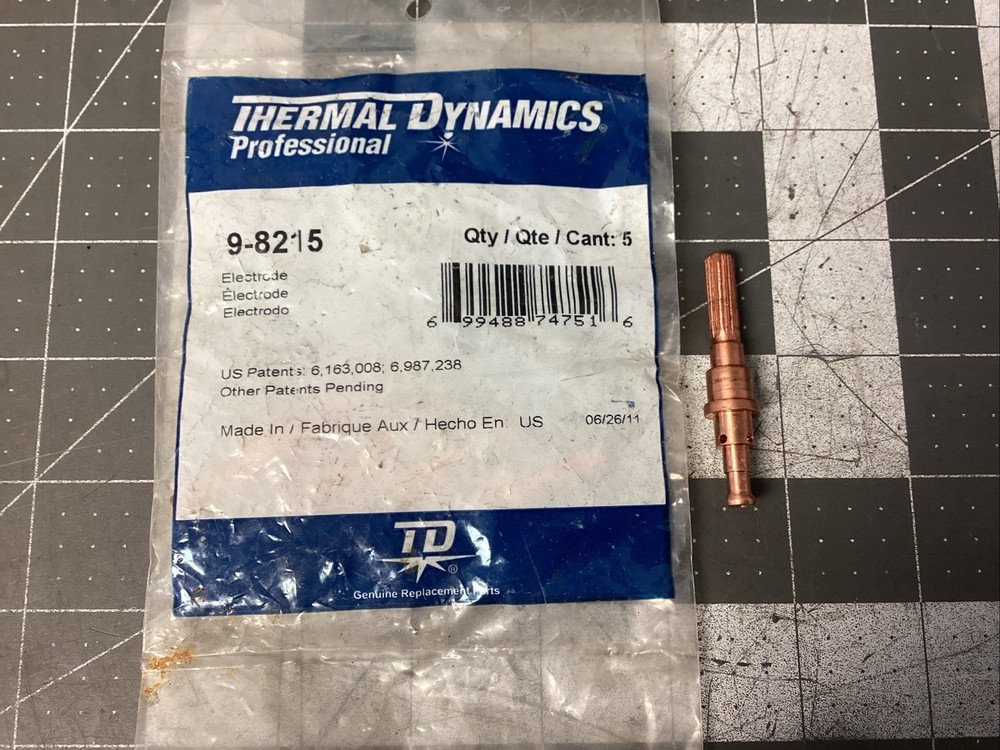 THERMAL DYNAMICS®
Professional
9-8215
Qty / Qte / Cant: 5
Electrode
Électrode
Electrodo
6 99488 74751 6
US Patents: 6,163,008; 6,987,238
Other Patents Pending
Made In / Fabrique Aux / Hecho En: US 06/26/11
TD®
Genuine Replacement Parts